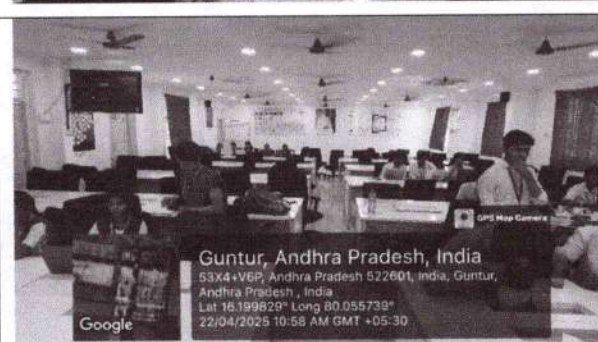 GPS Map Camera
Guntur, Andhra Pradesh, India
53X4+V6P, Andhra Pradesh 522601, India, Guntur,
Andhra Pradesh , India
Lat 16.199829° Long 80.055739°
22/04/2025 10:58 AM GMT +05:30
Google